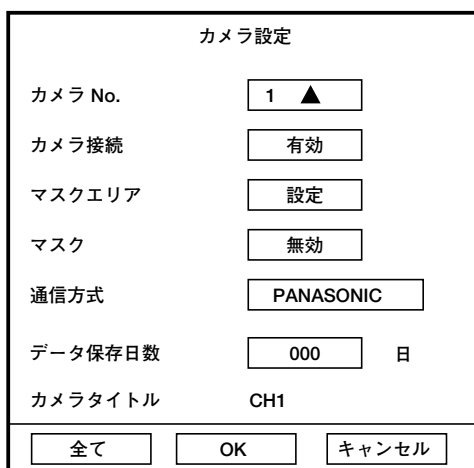 カメラ設定
カメラ No. 1 ▲
カメラ接続 有効
マスクエリア 設定
マスク 無効
通信方式 PANASONIC
データ保存日数 000 日
カメラタイトル CH1
全て OK キャンセル